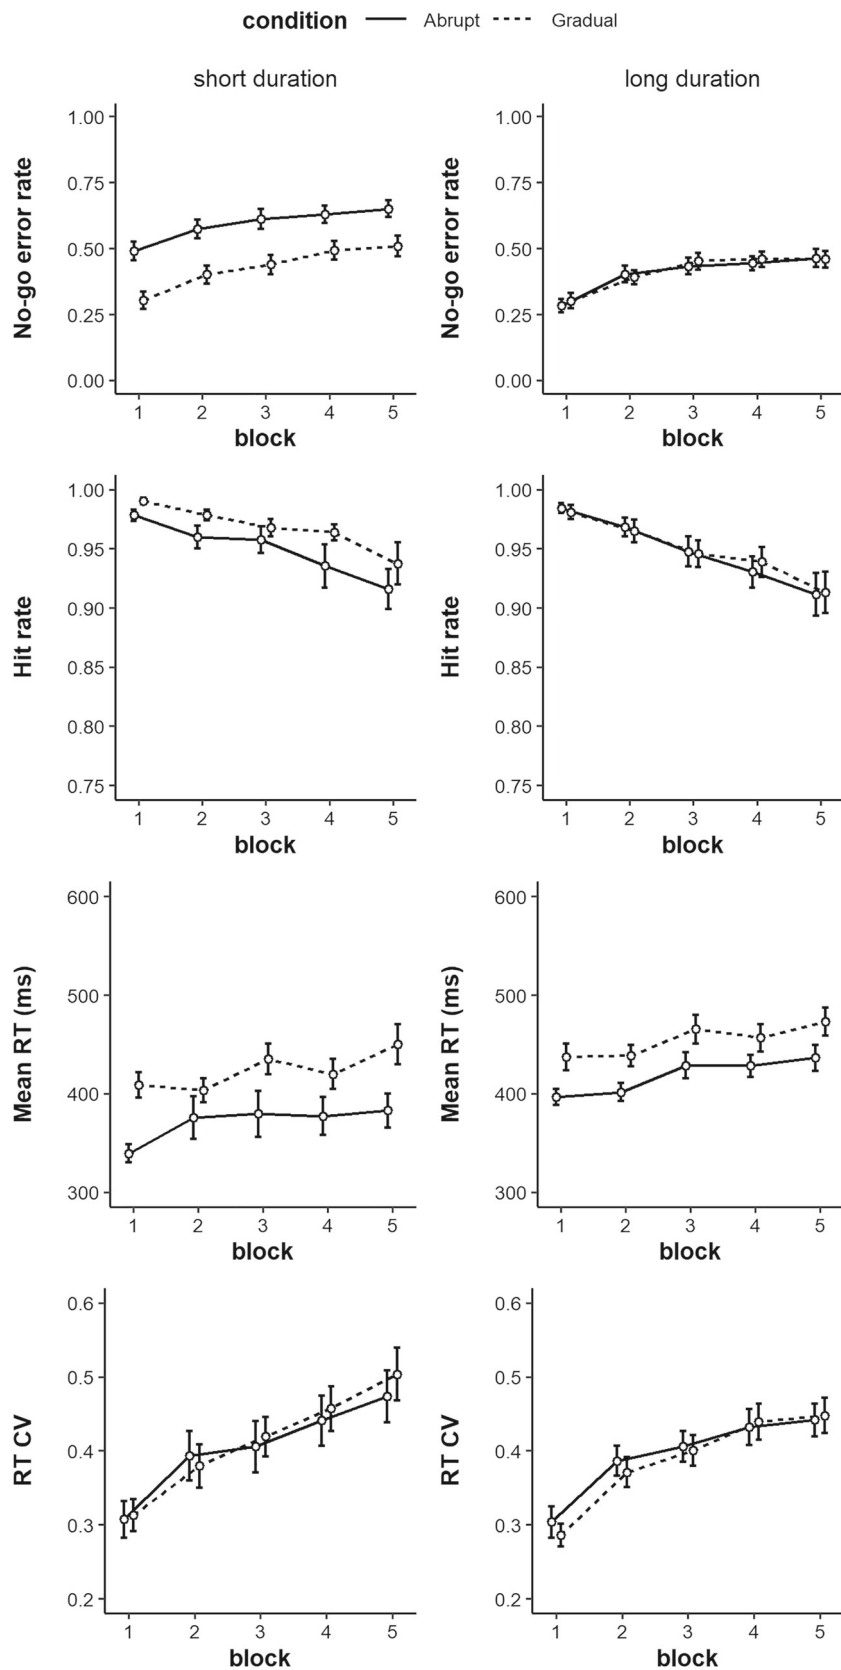 condition Abrupt Gradual
short duration long duration
No-go error rate No-go error rate
1.00 1.00
0.75 0.75
0.50 0.50
0.25 0.25
0.00 0.00
1 2 3 4 5 1 2 3 4 5
block block
Hit rate Hit rate
1.00 1.00
0.95 0.95
0.90 0.90
0.85 0.85
0.80 0.80
0.75 0.75
1 2 3 4 5 1 2 3 4 5
block block
Mean RT (ms) Mean RT (ms)
600 600
500 500
400 400
300 300
1 2 3 4 5 1 2 3 4 5
block block
RT CV RT CV
0.6 0.6
0.5 0.5
0.4 0.4
0.3 0.3
0.2 0.2
1 2 3 4 5 1 2 3 4 5
block block